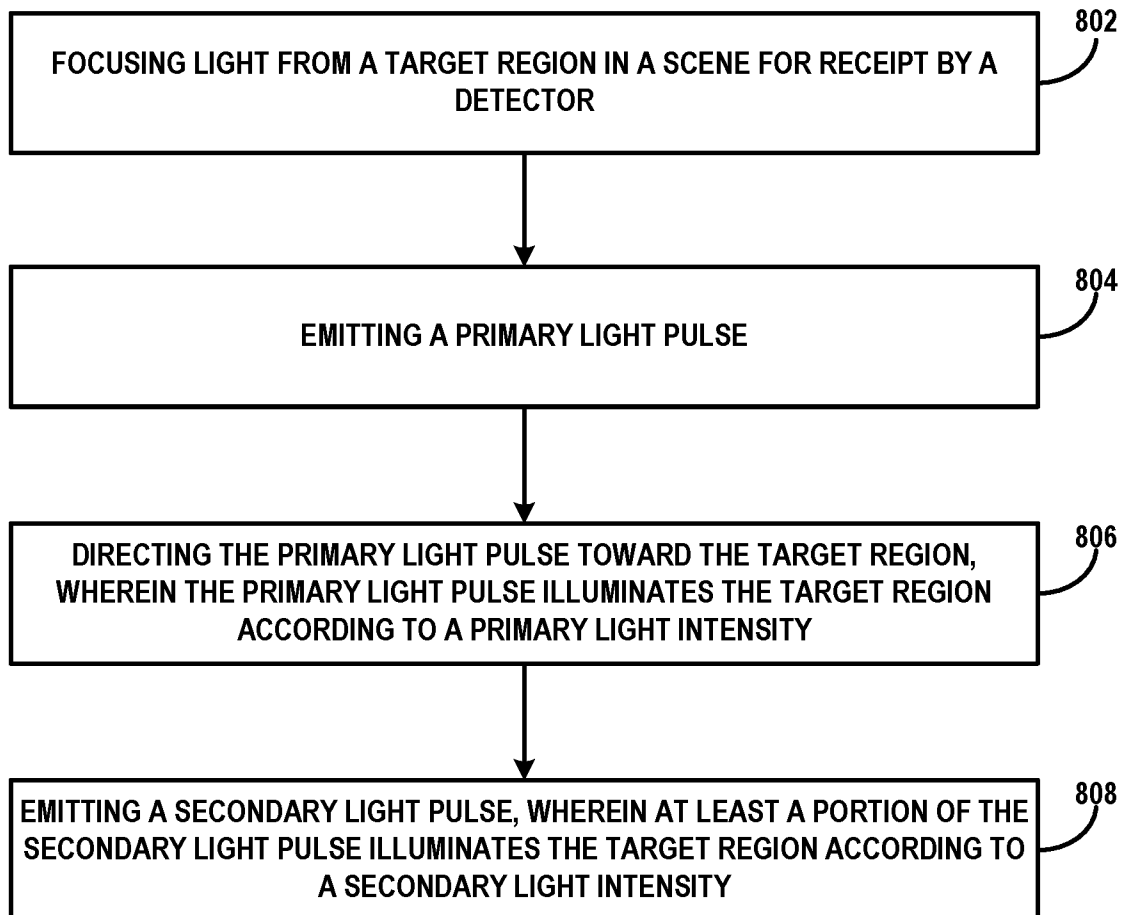 802
FOCUSING LIGHT FROM A TARGET REGION IN A SCENE FOR RECEIPT BY A
DETECTOR
804
EMITTING A PRIMARY LIGHT PULSE
806
DIRECTING THE PRIMARY LIGHT PULSE TOWARD THE TARGET REGION,
WHEREIN THE PRIMARY LIGHT PULSE ILLUMINATES THE TARGET REGION
ACCORDING TO A PRIMARY LIGHT INTENSITY
808
EMITTING A SECONDARY LIGHT PULSE, WHEREIN AT LEAST A PORTION OF THE
SECONDARY LIGHT PULSE ILLUMINATES THE TARGET REGION ACCORDING TO
A SECONDARY LIGHT INTENSITY